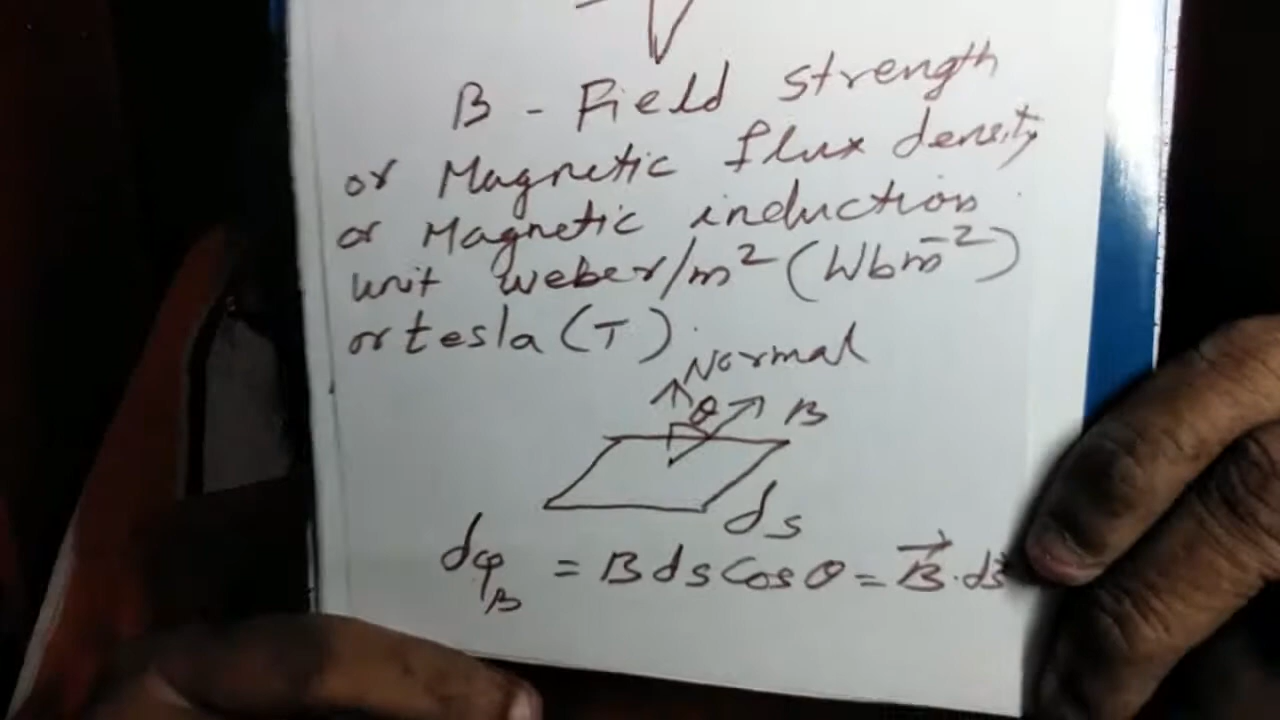 B - Field strength
or Magnetic flux density
or Magnetic induction
unit weber/m² (Wbm⁻²)
or tesla (T).
Normal
θ B
ds
dφ_B = B ds Cos θ = B⃗. ds